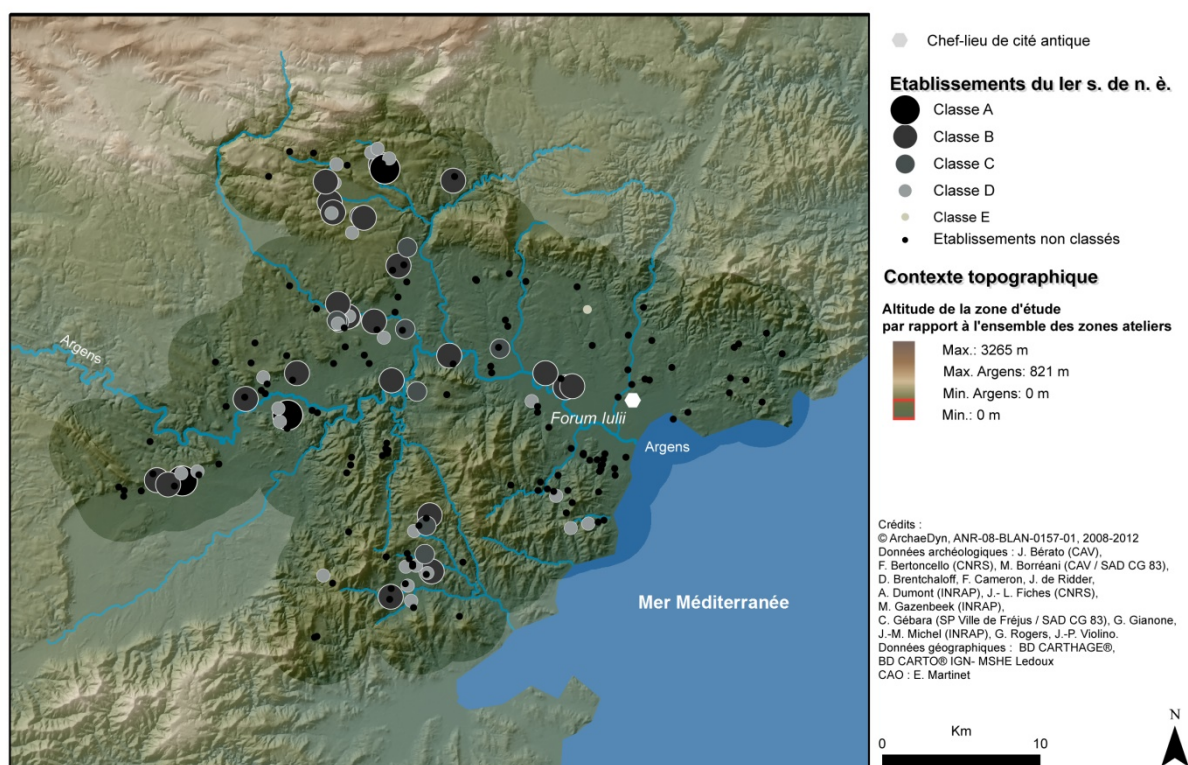 Argens
Forum Iulii
Argens
Mer Méditerranée
Chef-lieu de cité antique
Etablissements du Ier s. de n. è.
Classe A
Classe B
Classe C
Classe D
Classe E
Etablissements non classés
Contexte topographique
Altitude de la zone d'étude
par rapport à l'ensemble des zones ateliers
Max.: 3265 m
Max. Argens: 821 m
Min. Argens: 0 m
Min.: 0 m
Crédits :
© ArchaeDyn, ANR-08-BLAN-0157-01, 2008-2012
Données archéologiques : J. Bérato (CAV),
F. Bertoncello (CNRS), M. Borréani (CAV / SAD CG 83),
D. Brentchaloff, F. Cameron, J. de Ridder,
A. Dumont (INRAP), J.- L. Fiches (CNRS),
M. Gazenbeek (INRAP),
C. Gébara (SP Ville de Fréjus / SAD CG 83), G. Gianone,
J.-M. Michel (INRAP), G. Rogers, J.-P. Violino.
Données géographiques : BD CARTHAGE®,
BD CARTO® IGN- MSHE Ledoux
CAO : E. Martinet
Km
0 10
N